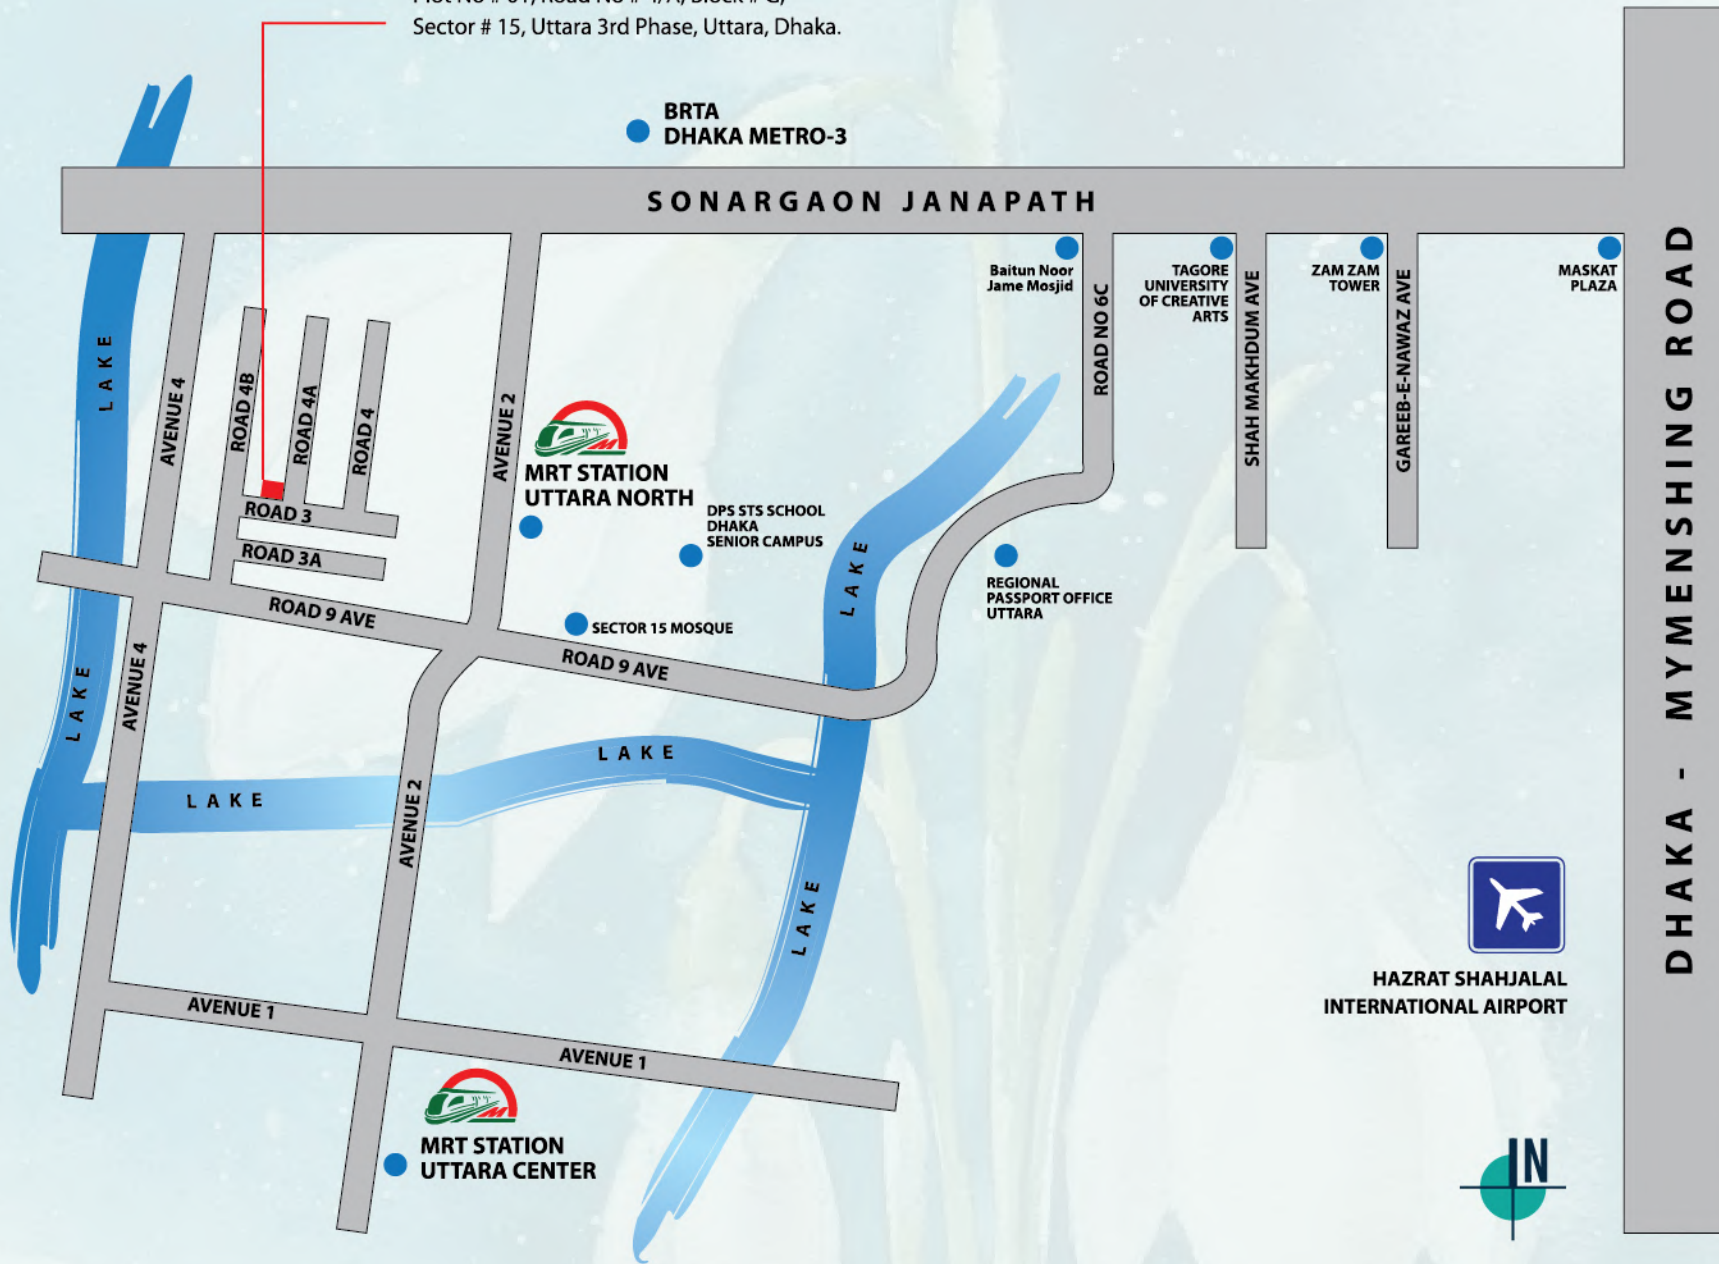 Sector # 15, Uttara 3rd Phase, Uttara, Dhaka.
BRTA
DHAKA METRO-3
SONARGAON JANAPATH
Baitun Noor
Jame Mosjid
TAGORE
UNIVERSITY
OF CREATIVE
ARTS
ZAM ZAM
TOWER
MASKAT
PLAZA
ROAD NO 6C
SHAH MAKHDUM AVE
GAREEB-E-NAWAZ AVE
DHAKA - MYMENSHING ROAD
LAKE
AVENUE 4
ROAD 4B
ROAD 4A
ROAD 4
AVENUE 2
MRT STATION
UTTARA NORTH
DPS STS SCHOOL
DHAKA
SENIOR CAMPUS
ROAD 3
ROAD 3A
LAKE
REGIONAL
PASSPORT OFFICE
UTTARA
ROAD 9 AVE
SECTOR 15 MOSQUE
ROAD 9 AVE
LAKE
AVENUE 4
LAKE
LAKE
AVENUE 2
LAKE
HAZRAT SHAHJALAL
INTERNATIONAL AIRPORT
AVENUE 1
AVENUE 1
M
MRT STATION
UTTARA CENTER
N